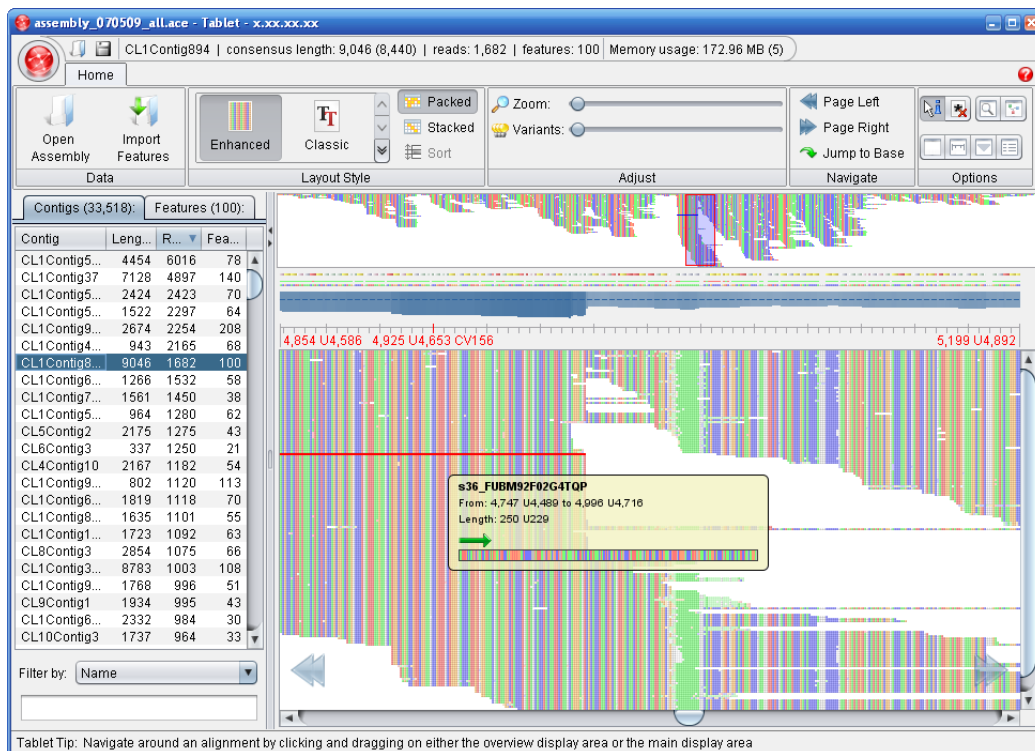 assembly_070509_all.ace - Tablet - x.xx.xx.xx
CL1Contig894 | consensus length: 9,046 (8,440) | reads: 1,682 | features: 100 | Memory usage: 172.96 MB (5)
Home
Open Assembly
Import Features
Data
Enhanced
Classic
Packed
Stacked
Sort
Layout Style
Zoom:
Variants:
Adjust
Page Left
Page Right
Jump to Base
Navigate
Options
Contigs (33,518):
Features (100):
Contig Leng... R... Fea...
CL1Contig5... 4454 6016 78
CL1Contig37 7128 4897 140
CL1Contig5... 2424 2423 70
CL1Contig5... 1522 2297 64
CL1Contig9... 2674 2254 208
CL1Contig4... 943 2165 68
CL1Contig8... 9046 1682 100
CL1Contig6... 1266 1532 58
CL1Contig7... 1561 1450 38
CL1Contig5... 964 1280 62
CL5Contig2 2175 1275 43
CL6Contig3 337 1250 21
CL4Contig10 2167 1182 54
CL1Contig9... 802 1120 113
CL1Contig6... 1819 1118 70
CL1Contig8... 1635 1101 55
CL1Contig1... 1723 1092 63
CL8Contig3 2854 1075 66
CL1Contig3... 8783 1003 108
CL1Contig9... 1768 996 51
CL9Contig1 1934 995 43
CL1Contig6... 2332 984 30
CL10Contig3 1737 964 33
Filter by: Name
4,854 U4,586 4,925 U4,653 CV156 5,199 U4,892
s36_FUBM92F02G4TQP
From: 4,747 U4,489 to 4,996 U4,716
Length: 250 U229
Tablet Tip: Navigate around an alignment by clicking and dragging on either the overview display area or the main display area